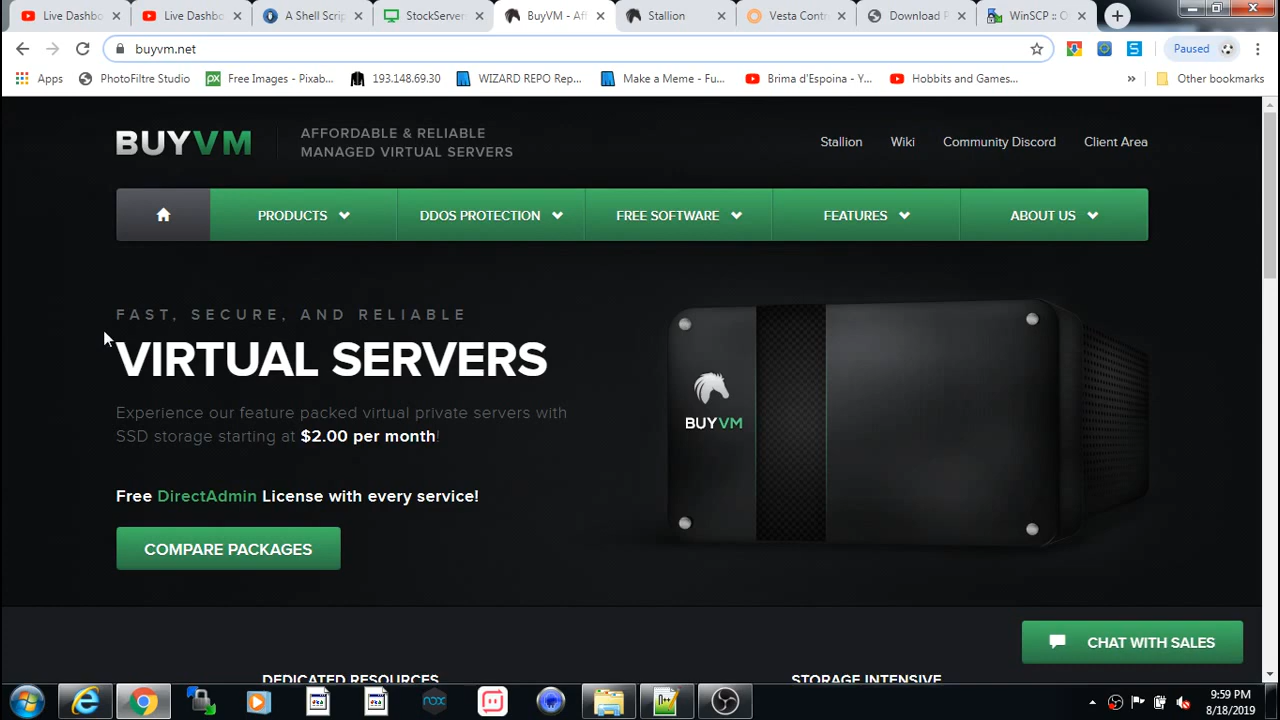 Live Dashbo
Live Dashbo
A Shell Scri
StockServer
BuyVM - Af
Stallion
Vesta Cont
Download P
WinSCP :: O
buyvm.net
Paused
Apps
PhotoFiltre Studio
Free Images - Pixab...
193.148.69.30
WIZARD REPO Rep...
Make a Meme - Fu...
Brima d'Espoina - Y...
Hobbits and Games...
»
Other bookmarks
BUYVM
AFFORDABLE & RELIABLE
MANAGED VIRTUAL SERVERS
Stallion
Wiki
Community Discord
Client Area
PRODUCTS
DDOS PROTECTION
FREE SOFTWARE
FEATURES
ABOUT US
FAST, SECURE, AND RELIABLE
VIRTUAL SERVERS
Experience our feature packed virtual private servers with
SSD storage starting at $2.00 per month!
Free DirectAdmin License with every service!
COMPARE PACKAGES
BUYVM
CHAT WITH SALES
DEDICATED RESOURCES
STORAGE INTENSIVE
nox
9:59 PM
8/18/2019